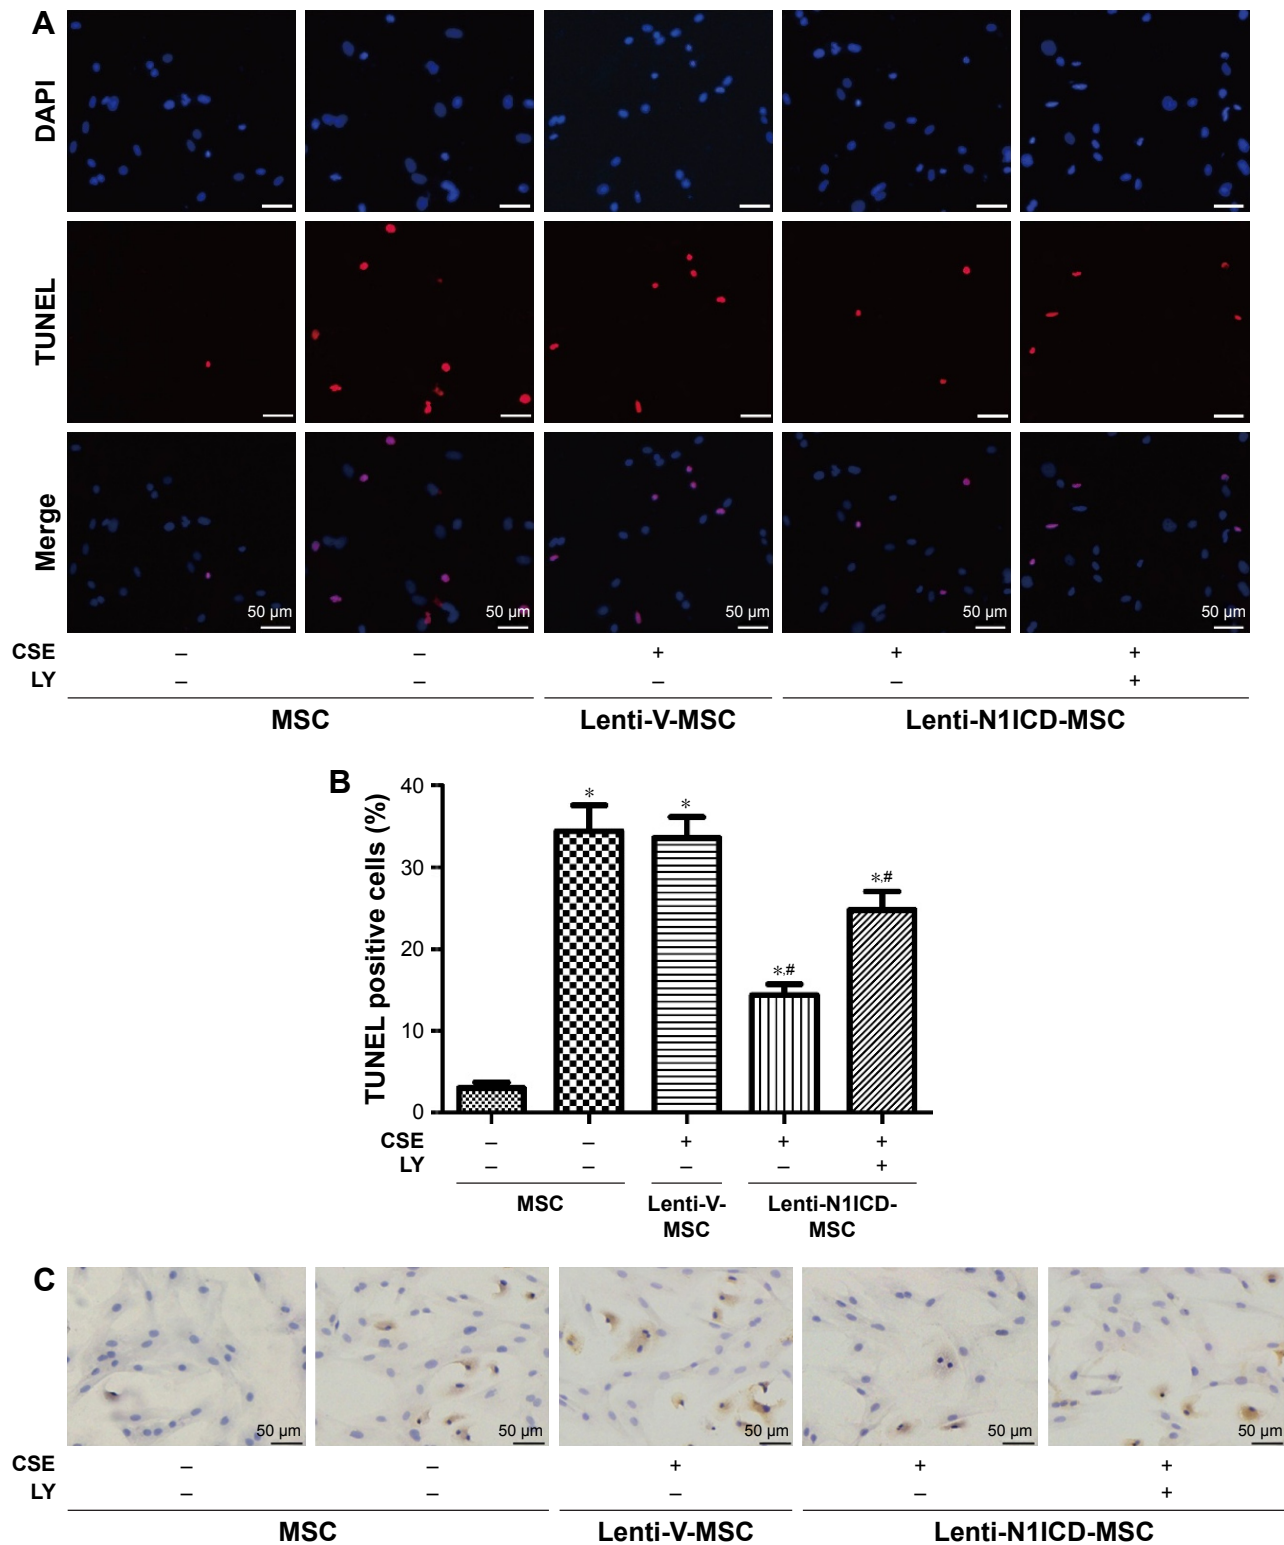 A
DAPI
TUNEL
Merge
50 µm 50 µm 50 µm 50 µm 50 µm
CSE – – + + +
LY – – – – +
MSC Lenti-V-MSC Lenti-N1ICD-MSC
B
TUNEL positive cells (%)
40
30
20
10
0
* * *,# *,#
CSE – – + + +
LY – – – – +
MSC Lenti-V- Lenti-N1ICD-
MSC MSC
C
50 µm 50 µm 50 µm 50 µm 50 µm
CSE – – + + +
LY – – – – +
MSC Lenti-V-MSC Lenti-N1ICD-MSC